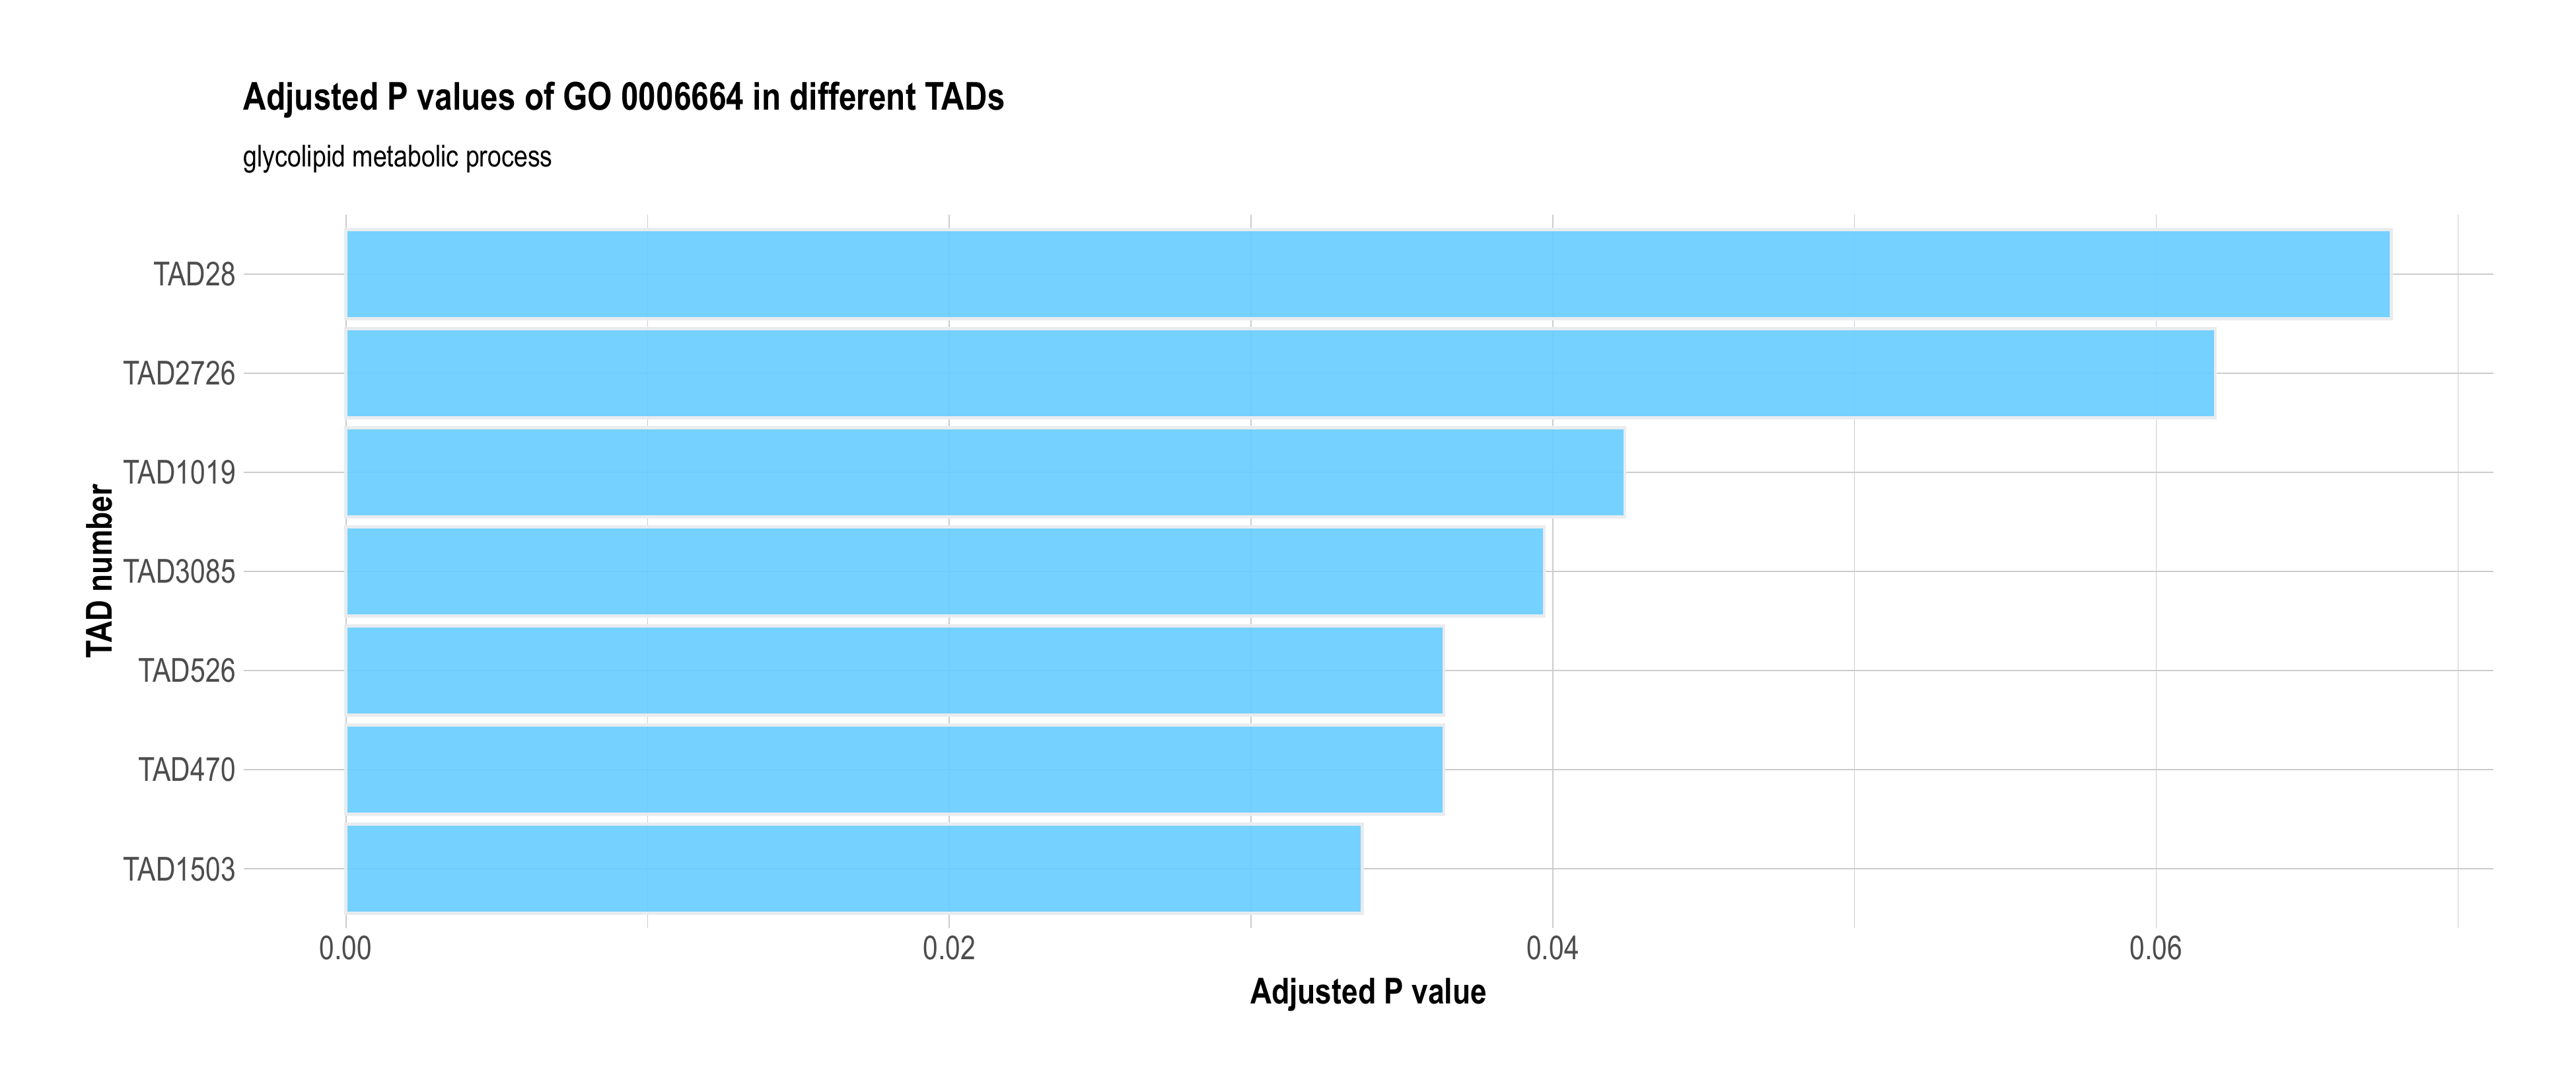 Adjusted P values of GO 0006664 in different TADs
glycolipid metabolic process
TAD number
TAD28
TAD2726
TAD1019
TAD3085
TAD526
TAD470
TAD1503
0.00 0.02 0.04 0.06
Adjusted P value